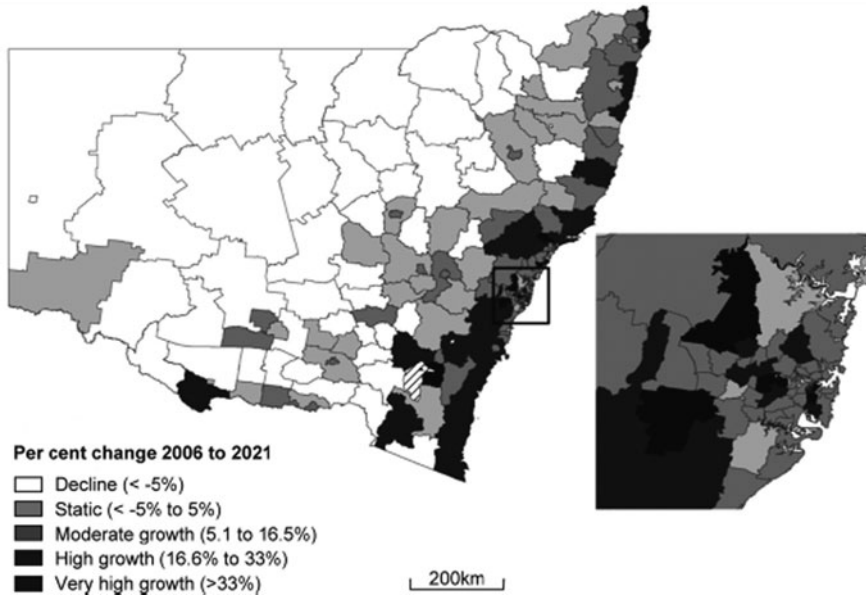 Per cent change 2006 to 2021
Decline (< -5%)
Static (< -5% to 5%)
Moderate growth (5.1 to 16.5%)
High growth (16.6% to 33%)
Very high growth (>33%)
200km